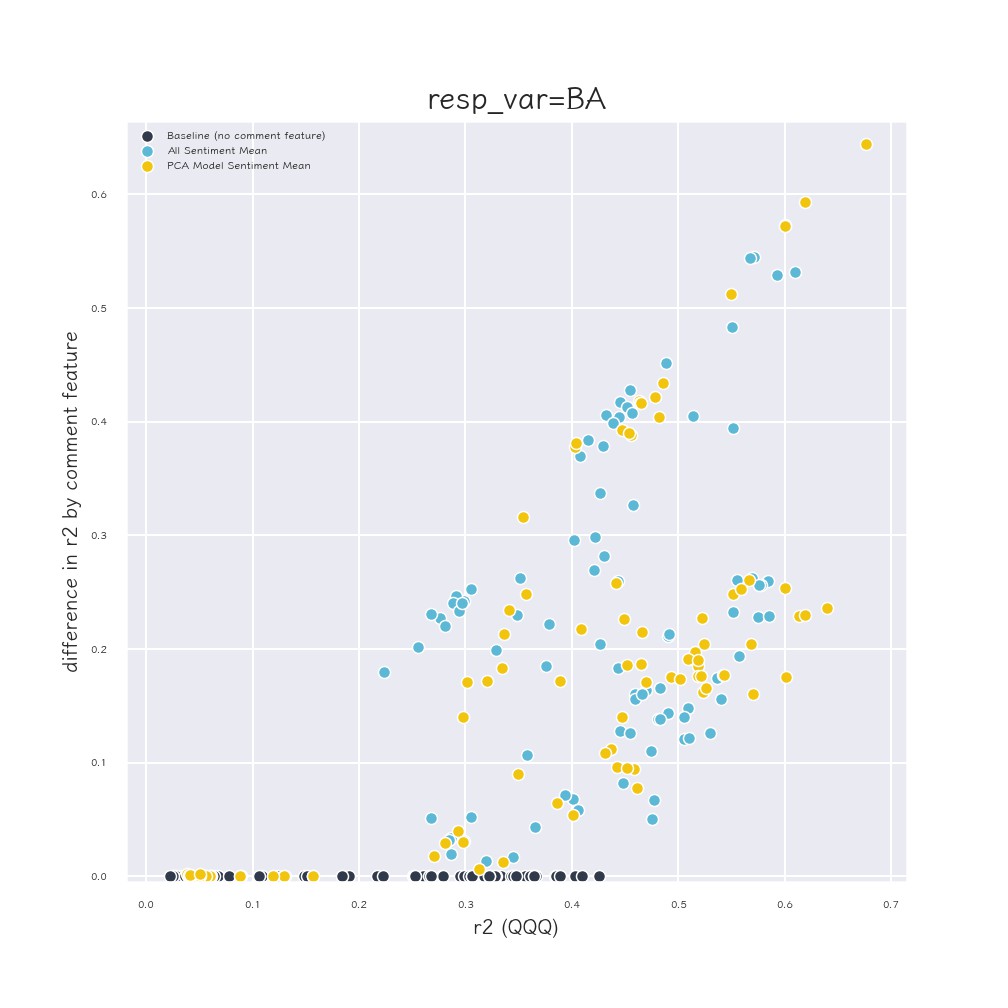 resp_var=BA
Baseline (no comment feature)
All Sentiment Mean
PCA Model Sentiment Mean
difference in r2 by comment feature
0.6
0.5
0.4
0.3
0.2
0.1
0.0
0.0 0.1 0.2 0.3 0.4 0.5 0.6 0.7
r2 (QQQ)